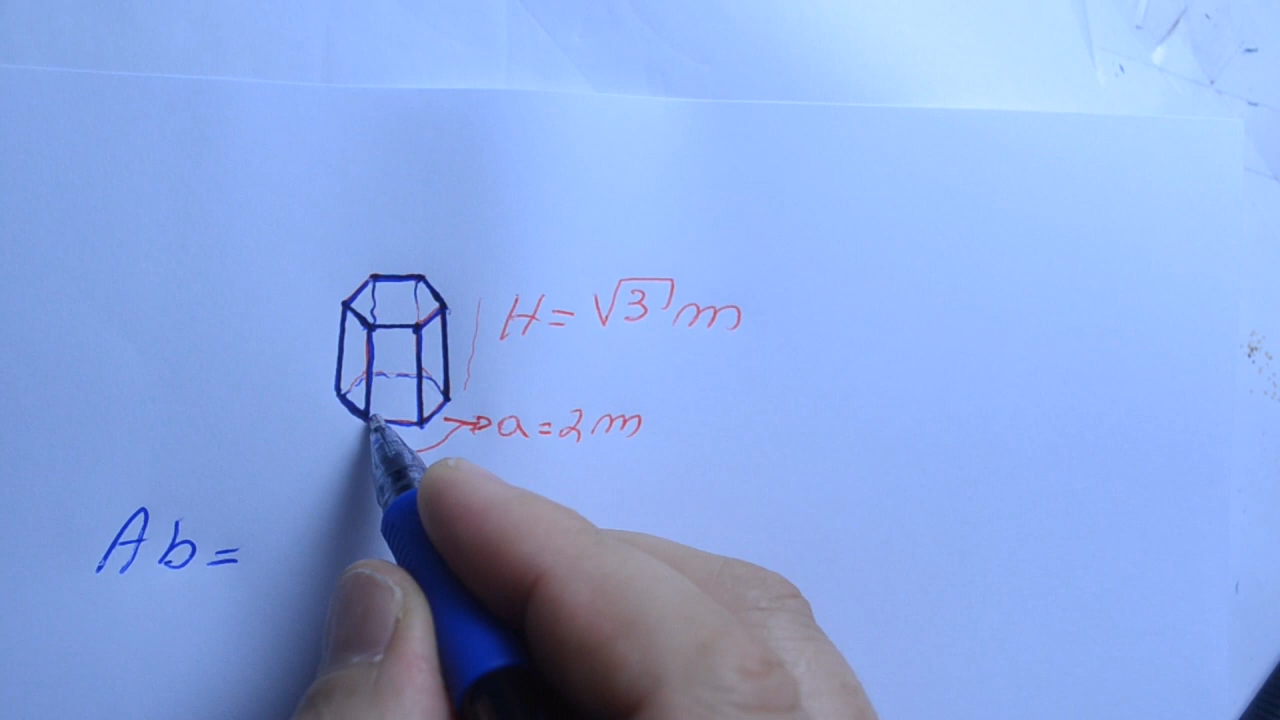 H = √3 m
a = 2 m
Ab =